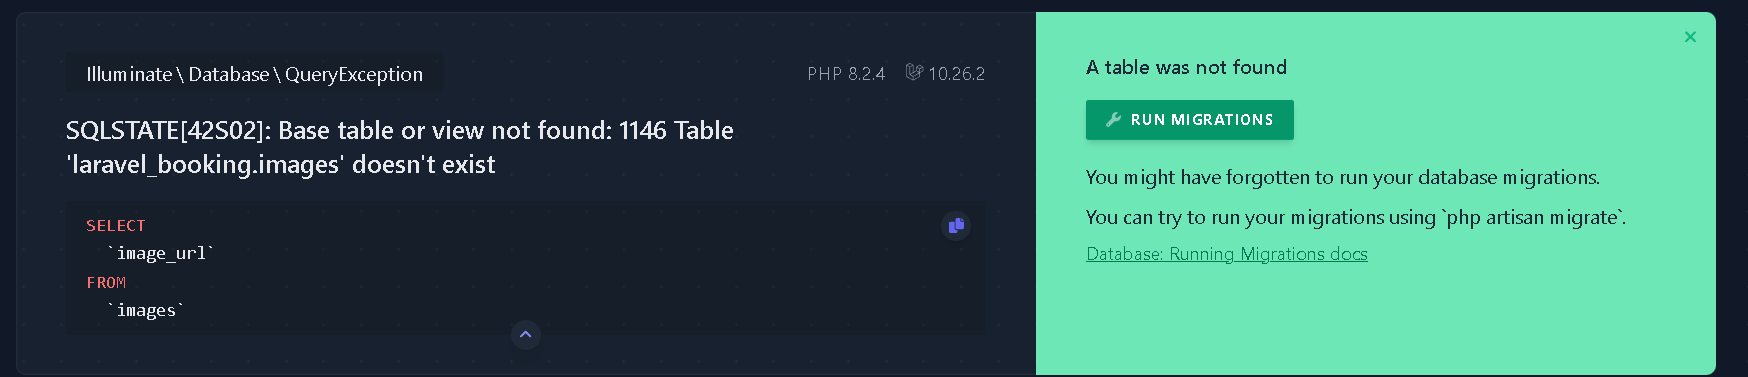 Illuminate\Database\QueryException
PHP 8.2.4
10.26.2
SQLSTATE[42S02]: Base table or view not found: 1146 Table
'laravel_booking.images' doesn't exist
SELECT
`image_url`
FROM
`images`
A table was not found
RUN MIGRATIONS
You might have forgotten to run your database migrations.
You can try to run your migrations using `php artisan migrate`.
Database: Running Migrations docs